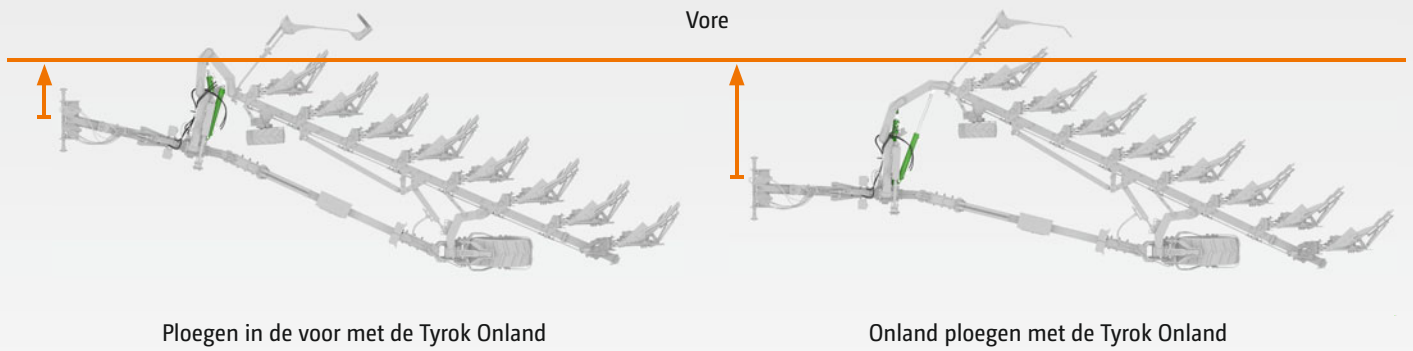 Vore
Ploegen in de voor met de Tyrok Onland
Onland ploegen met de Tyrok Onland